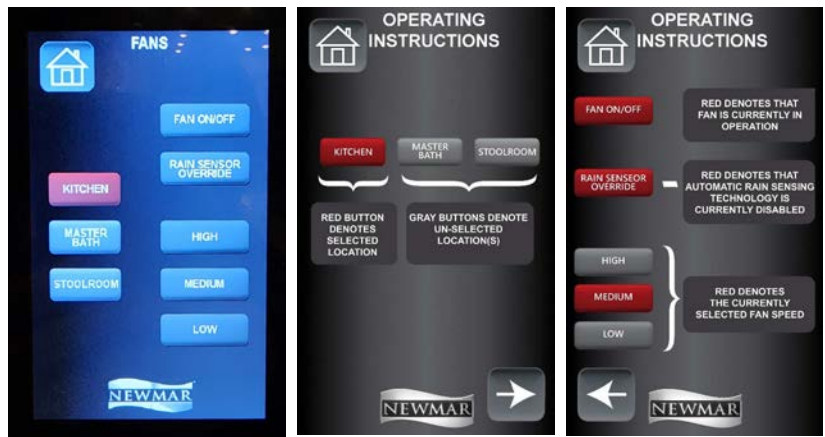 FANS
FAN ON/OFF
RAIN SENSOR
OVERRIDE
KITCHEN
MASTER
BATH
HIGH
STOOLROOM
MEDIUM
LOW
NEWMAR
OPERATING
INSTRUCTIONS
KITCHEN
MASTER
BATH
STOOLROOM
RED BUTTON
DENOTES
SELECTED
LOCATION
GRAY BUTTONS DENOTE
UN-SELECTED
LOCATION(S)
NEWMAR
OPERATING
INSTRUCTIONS
FAN ON/OFF
RED DENOTES THAT
FAN IS CURRENTLY IN
OPERATION
RAIN SENSEOR
OVERRIDE
RED DENOTES THAT
AUTOMATIC RAIN SENSING
TECHNOLOGY IS
CURRENTLY DISABLED
HIGH
MEDIUM
LOW
RED DENOTES
THE CURRENTLY
SELECTED FAN SPEED
NEWMAR